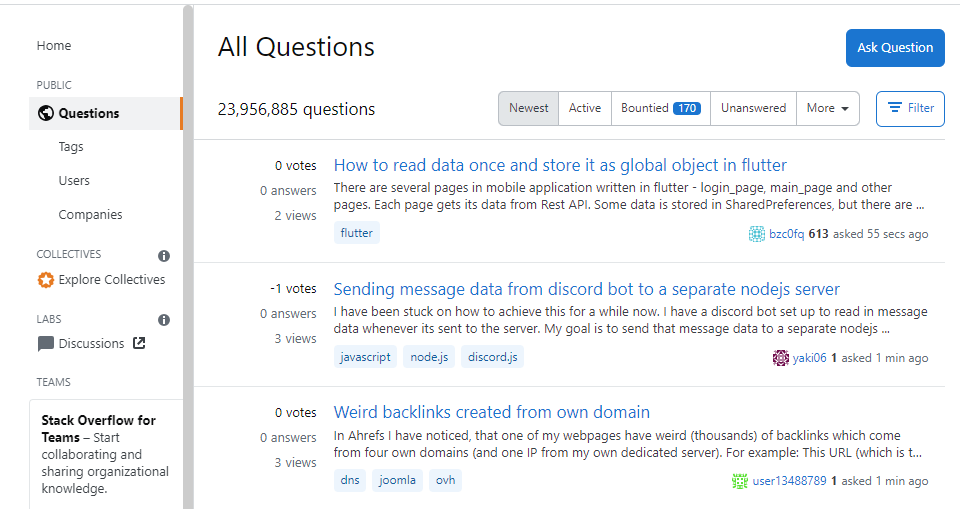 Home
PUBLIC
Questions
Tags
Users
Companies
COLLECTIVES
Explore Collectives
LABS
Discussions
TEAMS
Stack Overflow for
Teams – Start
collaborating and
sharing organizational
knowledge.
All Questions
Ask Question
23,956,885 questions
Newest Active Bountied 170 Unanswered More Filter
0 votes
0 answers
2 views
How to read data once and store it as global object in flutter
There are several pages in mobile application written in flutter - login_page, main_page and other
pages. Each page gets its data from Rest API. Some data is stored in SharedPreferences, but there are ...
flutter
bzc0fq 613 asked 55 secs ago
-1 votes
0 answers
3 views
Sending message data from discord bot to a separate nodejs server
I have been stuck on how to achieve this for a while now. I have a discord bot set up to read in message
data whenever its sent to the server. My goal is to send that message data to a separate nodejs ...
javascript node.js discord.js
yaki06 1 asked 1 min ago
0 votes
0 answers
3 views
Weird backlinks created from own domain
In Ahrefs I have noticed, that one of my webpages have weird (thousands) of backlinks which come
from four own domains (and one IP from my own dedicated server). For example: This URL (which is t...
dns joomla ovh
user13488789 1 asked 1 min ago